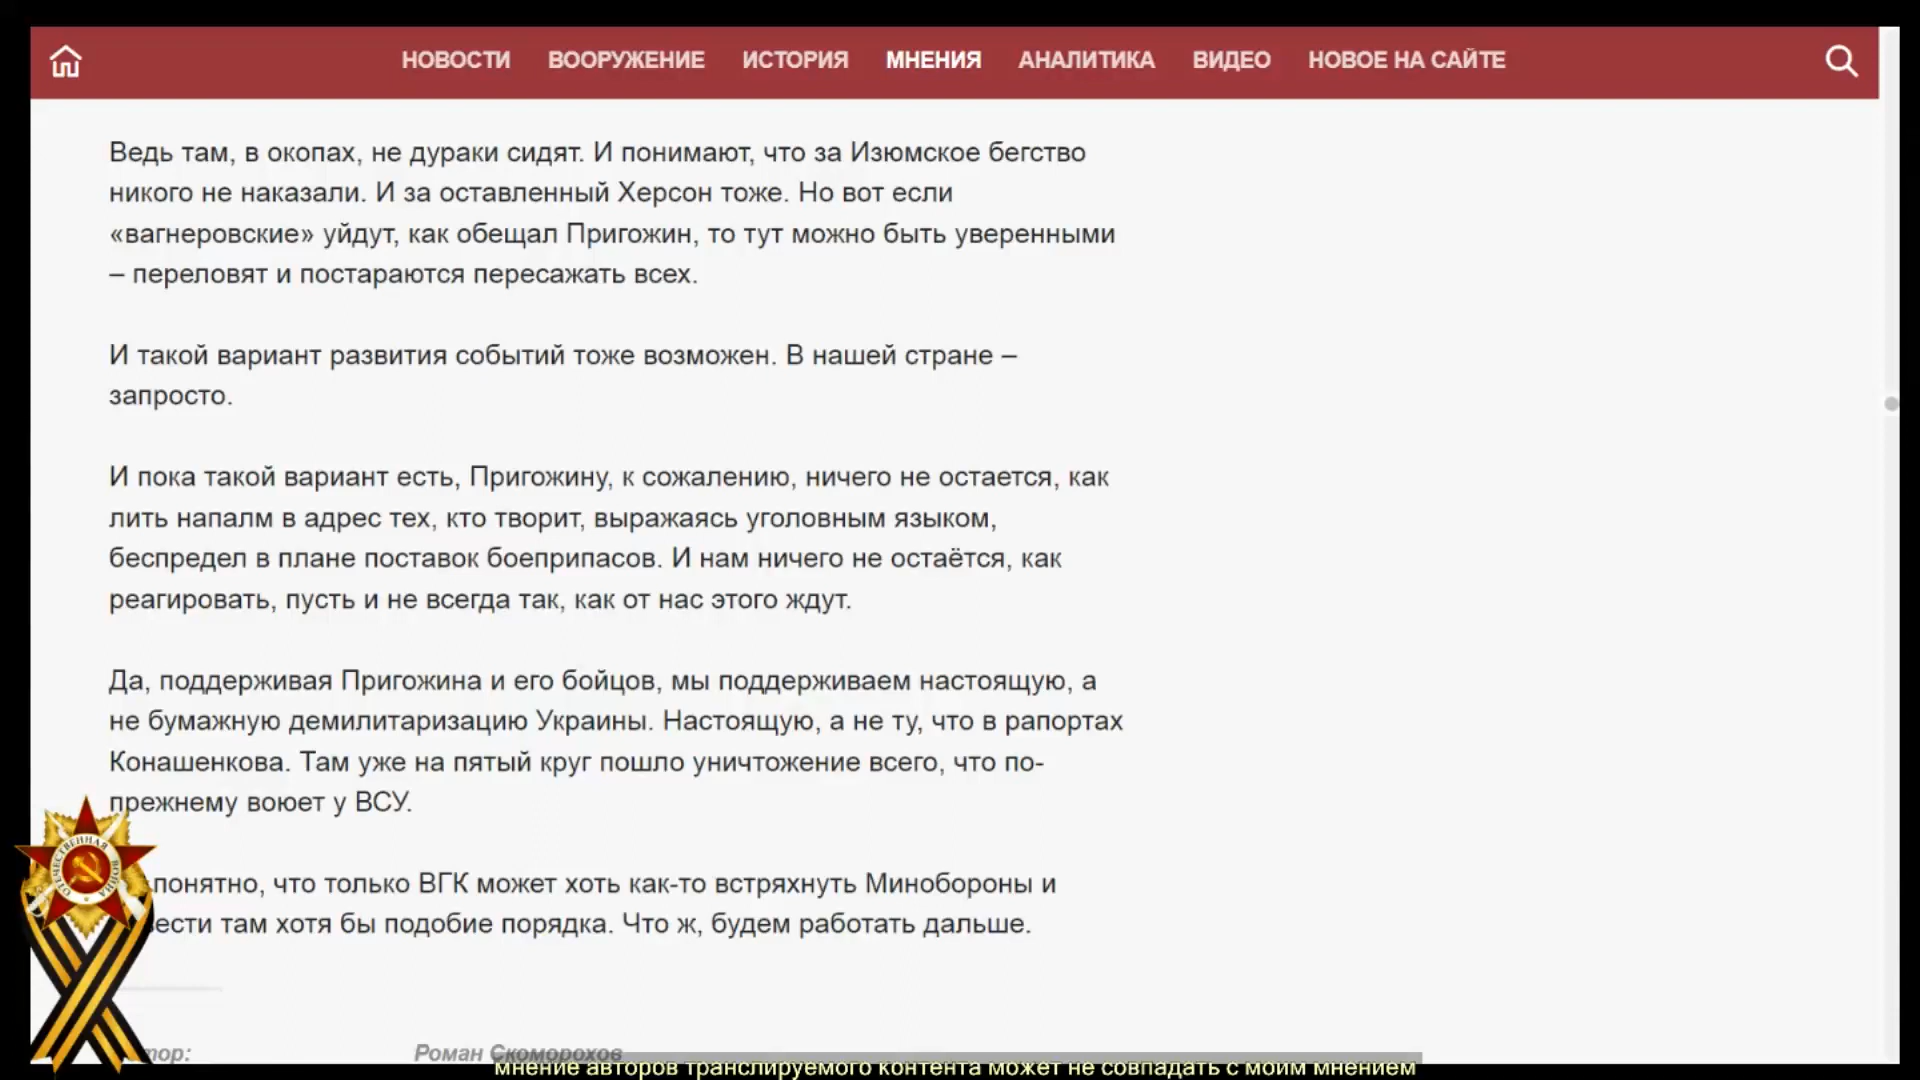 НОВОСТИ ВООРУЖЕНИЕ ИСТОРИЯ МНЕНИЯ АНАЛИТИКА ВИДЕО НОВОЕ НА САЙТЕ
Ведь там, в окопах, не дураки сидят. И понимают, что за Изюмское бегство
никого не наказали. И за оставленный Херсон тоже. Но вот если
«вагнеровские» уйдут, как обещал Пригожин, то тут можно быть уверенными
– переловят и постараются пересажать всех.
И такой вариант развития событий тоже возможен. В нашей стране –
запросто.
И пока такой вариант есть, Пригожину, к сожалению, ничего не остается, как
лить напалм в адрес тех, кто творит, выражаясь уголовным языком,
беспредел в плане поставок боеприпасов. И нам ничего не остаётся, как
реагировать, пусть и не всегда так, как от нас этого ждут.
Да, поддерживая Пригожина и его бойцов, мы поддерживаем настоящую, а
не бумажную демилитаризацию Украины. Настоящую, а не ту, что в рапортах
Конашенкова. Там уже на пятый круг пошло уничтожение всего, что по-
прежнему воюет у ВСУ.
понятно, что только ВГК может хоть как-то встряхнуть Минобороны и
там хотя бы подобие порядка. Что ж, будем работать дальше.
ОТЕЧЕСТВЕННАЯ ВОЙНА
Роман Скоморохов
мнение авторов транслируемого контента может не совпадать с моим мнением